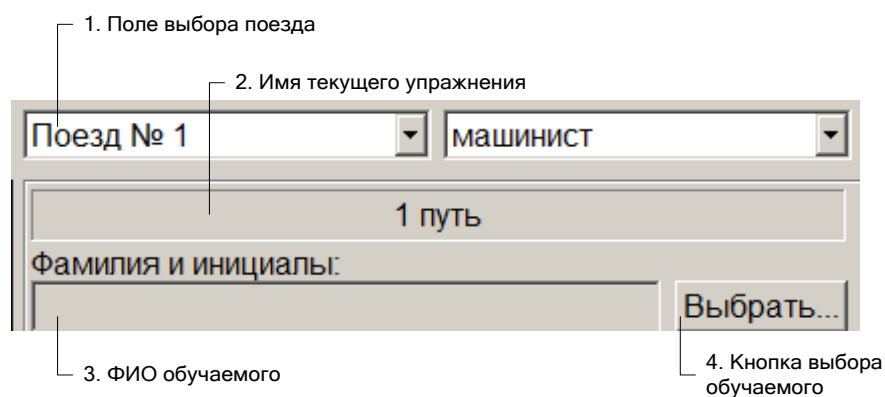 1. Поле выбора поезда
2. Имя текущего упражнения
Поезд № 1 машинист
1 путь
Фамилия и инициалы:
Выбрать...
3. ФИО обучаемого
4. Кнопка выбора
обучаемого